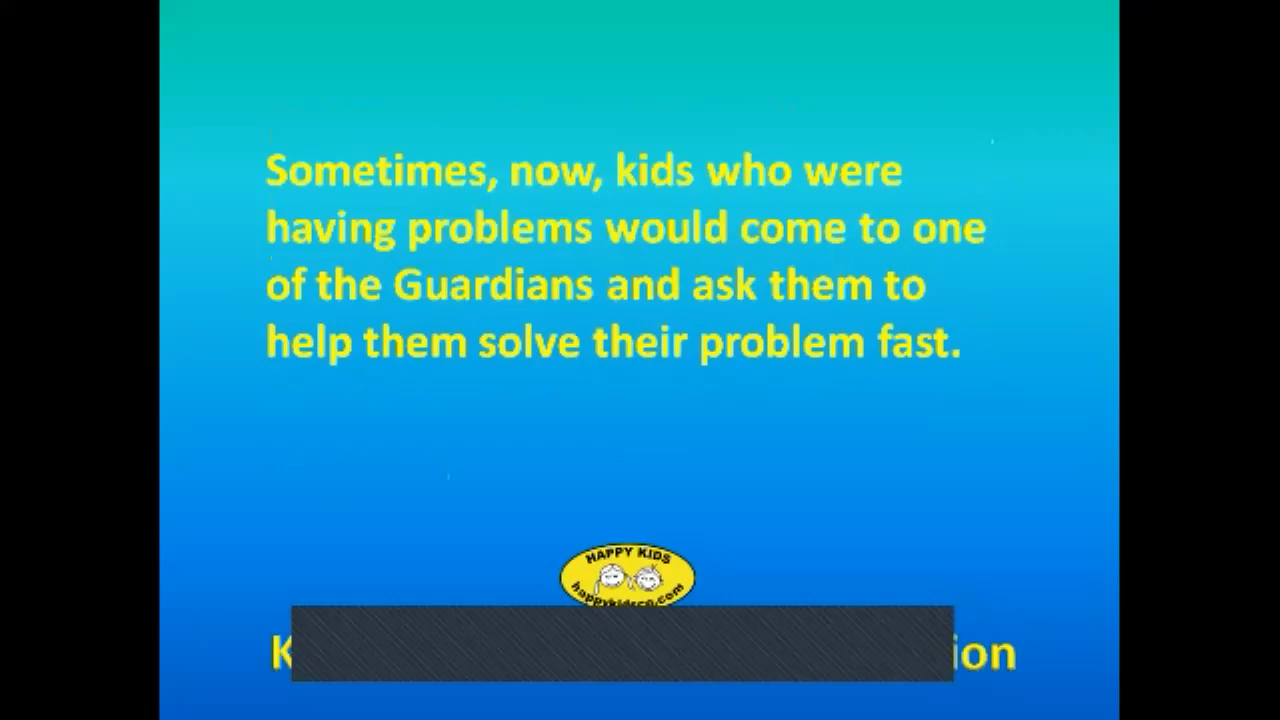 Sometimes, now, kids who were
having problems would come to one
of the Guardians and ask them to
help them solve their problem fast.
HAPPY KIDS